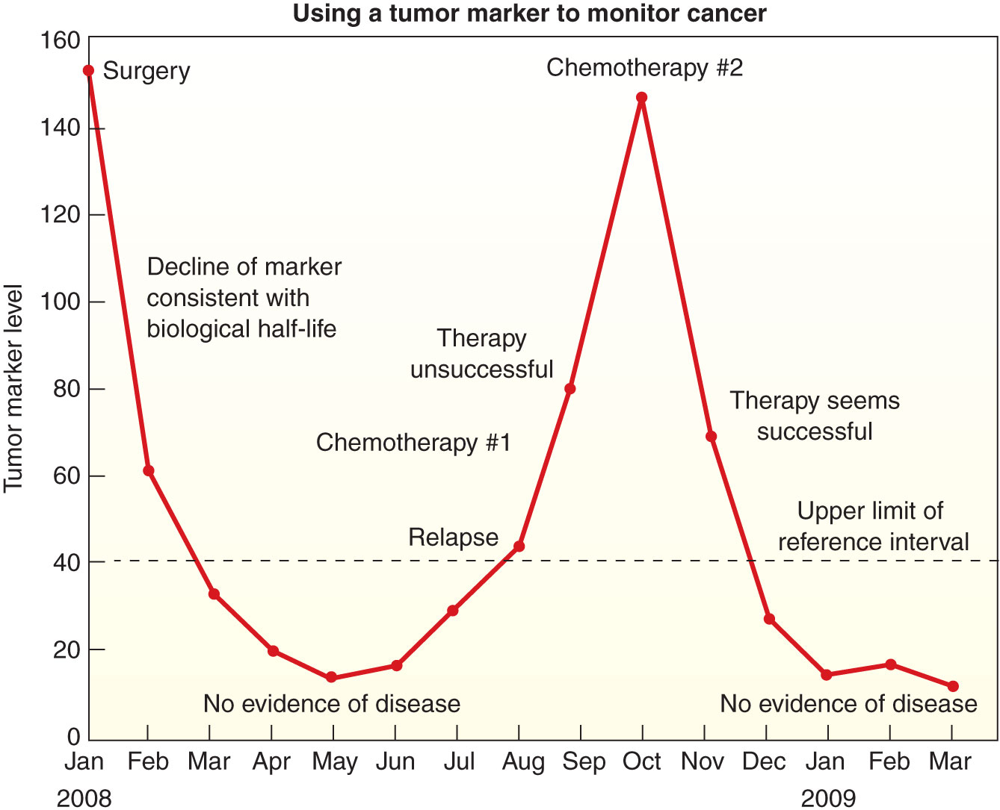 Using a tumor marker to monitor cancer
Tumor marker level
160
140
120
100
80
60
40
20
0
Surgery
Decline of marker
consistent with
biological half-life
Chemotherapy #2
Therapy
unsuccessful
Chemotherapy #1
Relapse
Therapy seems
successful
Upper limit of
reference interval
No evidence of disease
No evidence of disease
Jan Feb Mar Apr May Jun Jul Aug Sep Oct Nov Dec Jan Feb Mar
2008 2009